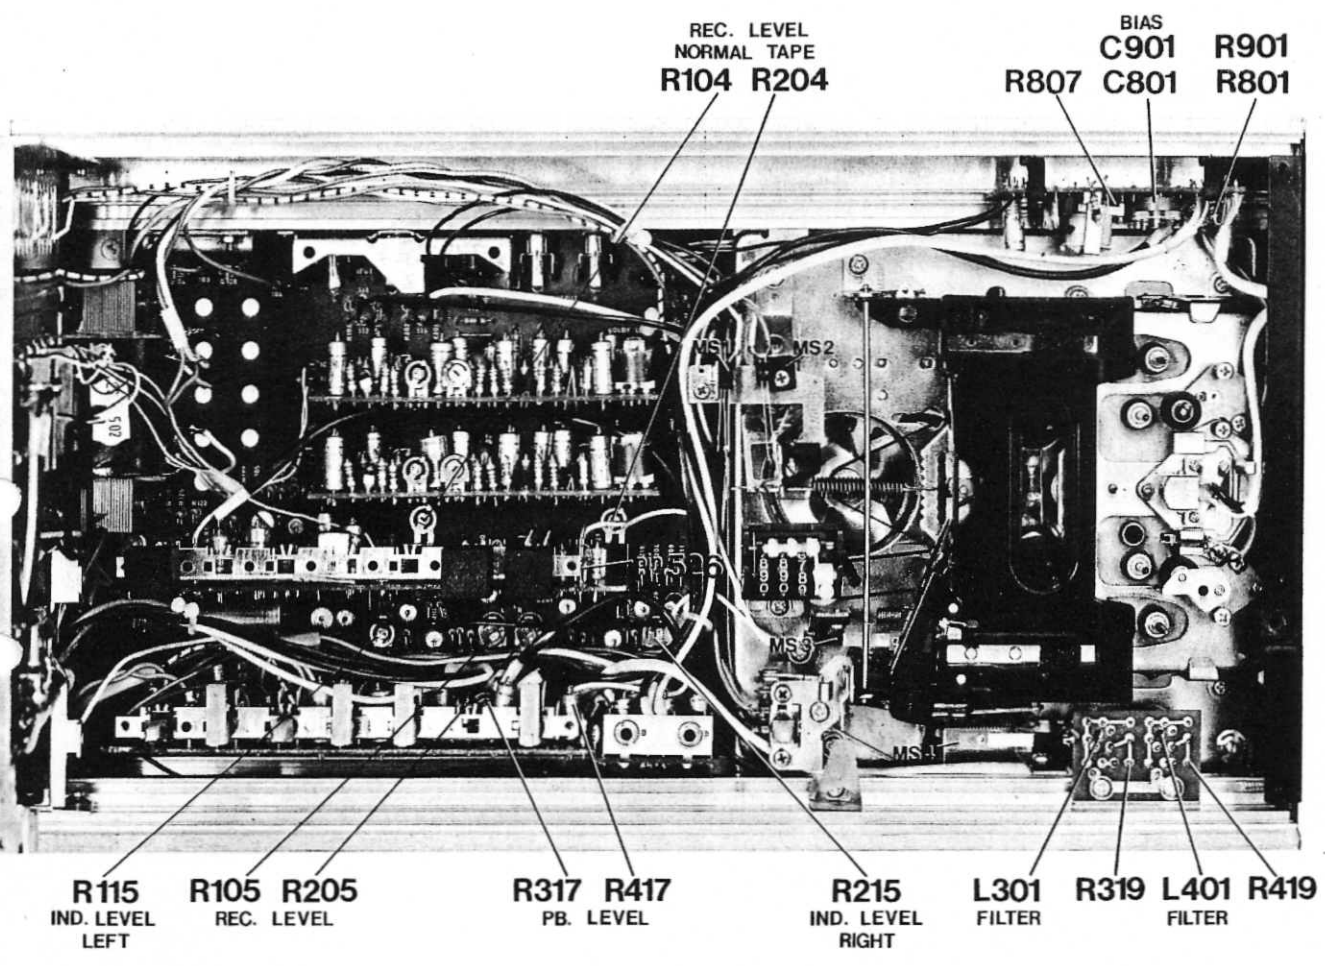 REC. LEVEL
NORMAL TAPE
R104 R204
BIAS
C901 R901
R807 C801 R801
MS1 MS2
MS3
MS4
502
R115
IND. LEVEL
LEFT
R105 R205
REC. LEVEL
R317 R417
PB. LEVEL
R215
IND. LEVEL
RIGHT
L301
FILTER
R319
L401
FILTER
R419